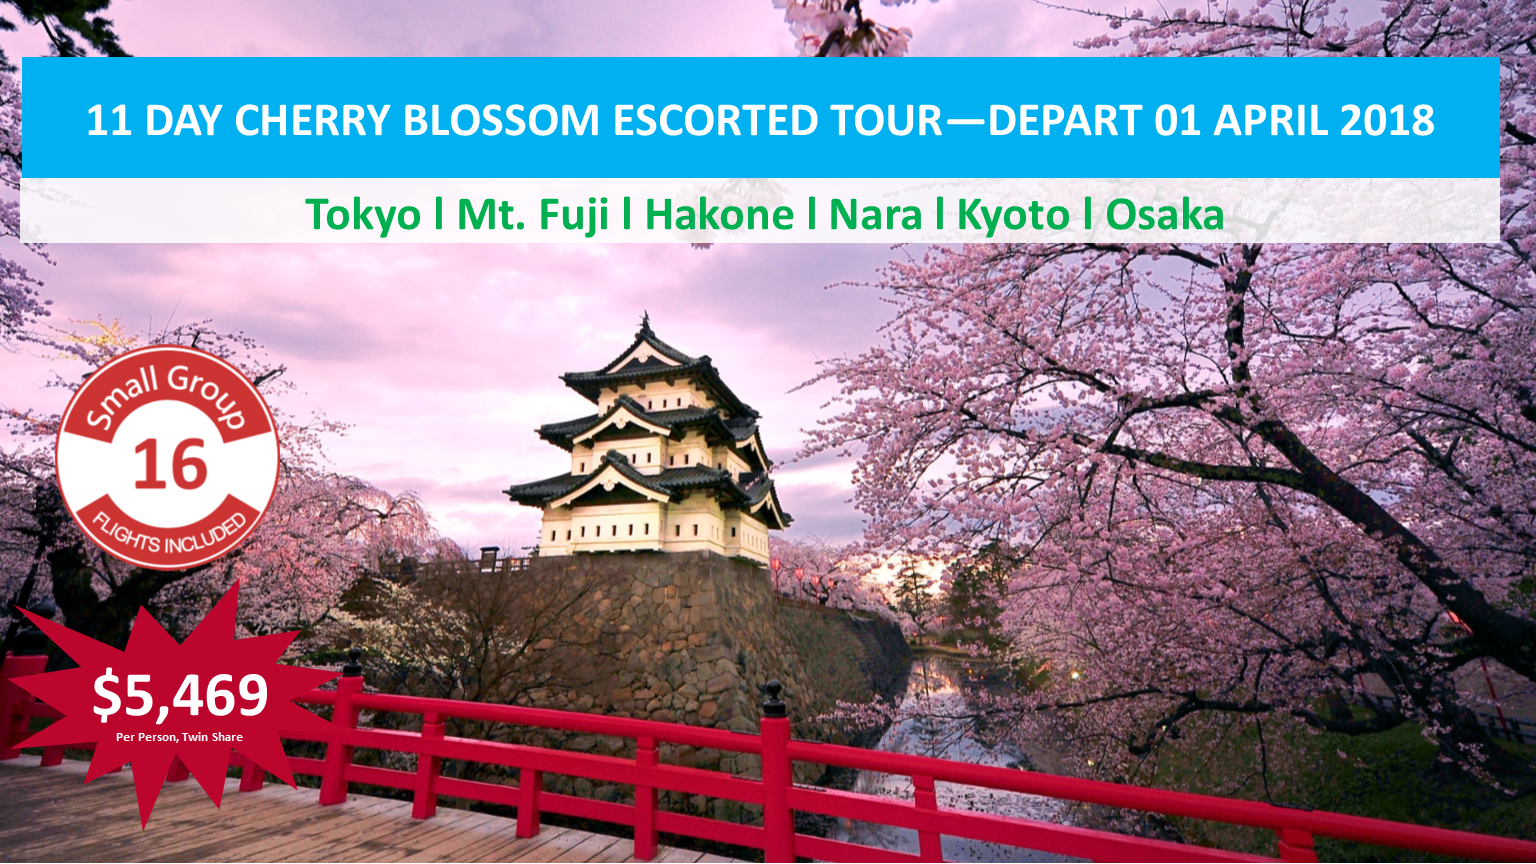 11 DAY CHERRY BLOSSOM ESCORTED TOUR—DEPART 01 APRIL 2018
Tokyo l Mt. Fuji l Hakone l Nara l Kyoto l Osaka
Small Group
16
FLIGHTS INCLUDED
$5,469
Per Person, Twin Share